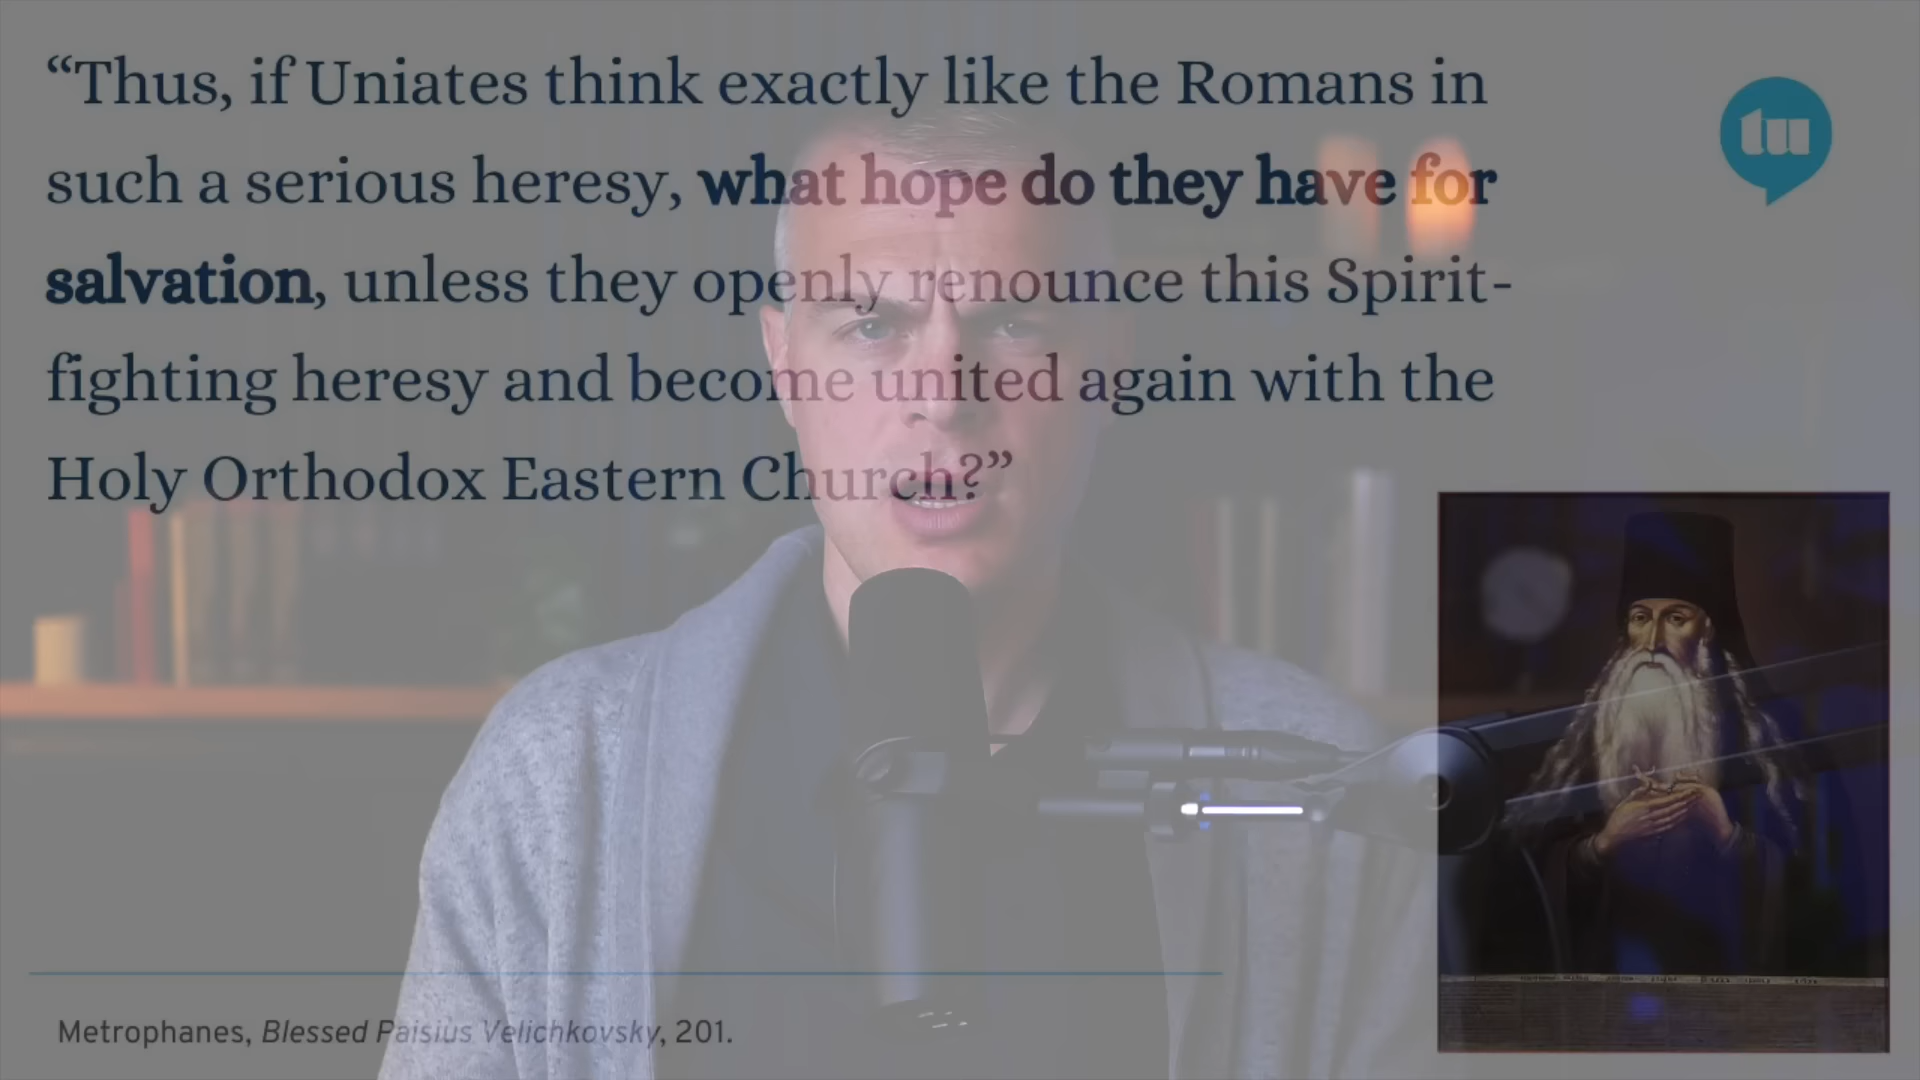 “Thus, if Uniates think exactly like the Romans in
such a serious heresy, what hope do they have for
salvation, unless they openly renounce this Spirit-
fighting heresy and become united again with the
Holy Orthodox Eastern Church?”
tu
Metrophanes, Blessed Paisius Velichkovsky, 201.